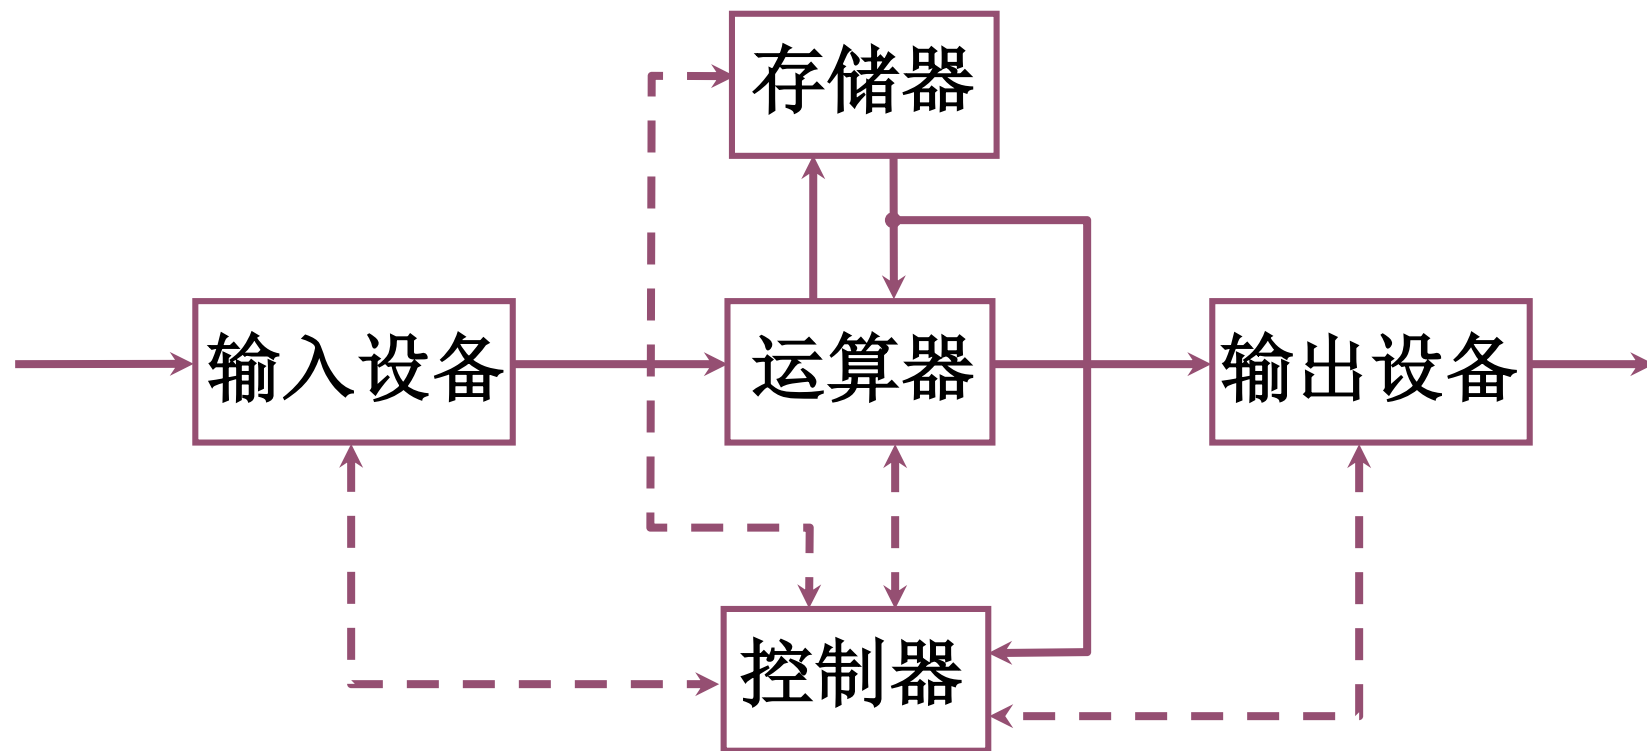 存储器
输入设备
运算器
输出设备
控制器